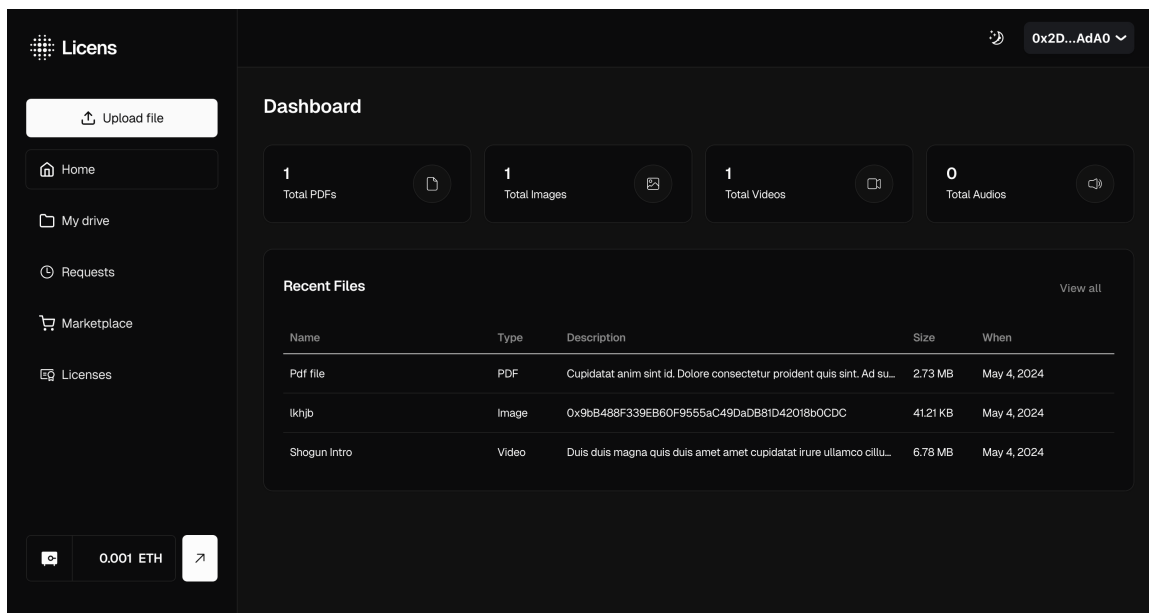 Licens
0x2D...AdA0
Upload file
Home
My drive
Requests
Marketplace
Licenses
0.001 ETH
Dashboard
1
Total PDFs
1
Total Images
1
Total Videos
0
Total Audios
Recent Files
View all
Name Type Description Size When
Pdf file PDF Cupidatat anim sint id. Dolore consectetur proident quis sint. Ad su... 2.73 MB May 4, 2024
lkhjb Image 0x9bB488F339EB60F9555aC49DaDB81D42018b0CDC 41.21 KB May 4, 2024
Shogun Intro Video Duis duis magna quis duis amet amet cupidatat irure ullamco cillu... 6.78 MB May 4, 2024